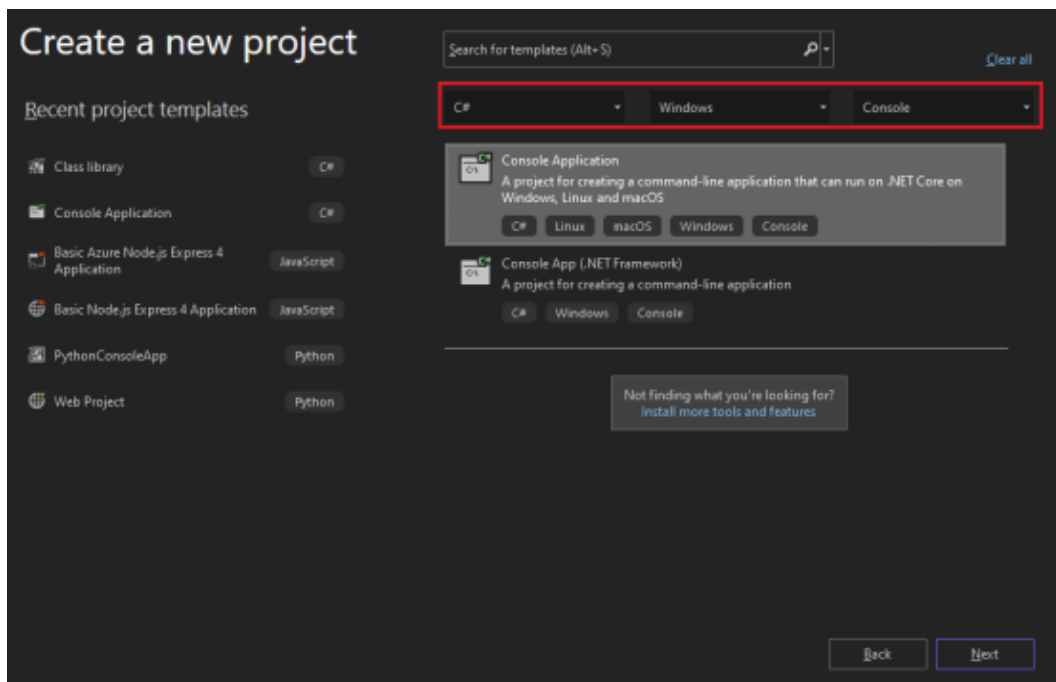 Create a new project
Search for templates (Alt+S)
Clear all
Recent project templates
C#
Windows
Console
Class library
C#
Console Application
C#
Basic Azure Node.js Express 4
Application
JavaScript
Basic Node.js Express 4 Application
JavaScript
PythonConsoleApp
Python
Web Project
Python
Console Application
A project for creating a command-line application that can run on .NET Core on
Windows, Linux and macOS
C#
Linux
macOS
Windows
Console
Console App (.NET Framework)
A project for creating a command-line application
C#
Windows
Console
Not finding what you're looking for?
Install more tools and features
Back
Next